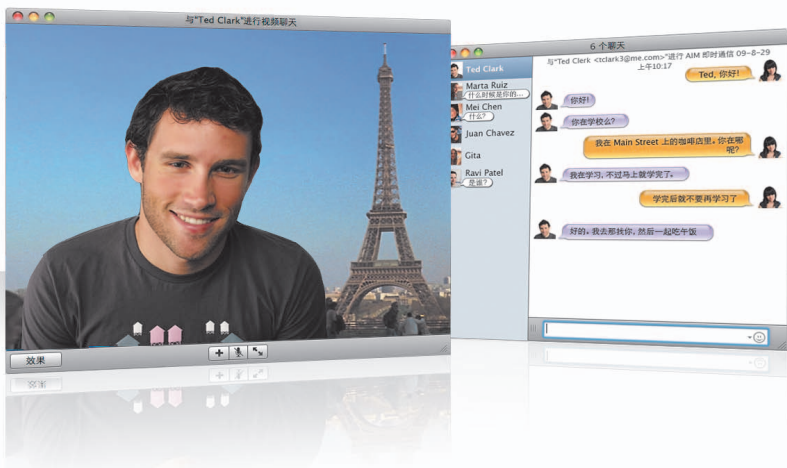 与“Ted Clark”进行视频聊天
效果
6 个聊天
Ted Clark
Marta Ruiz
什么时候是你的...
Mei Chen
什么?
Juan Chavez
Gita
Ravi Patel
是谁?
与“Ted Clerk <tclark3@me.com>”进行 AIM 即时通信 09-8-29
上午10:17
Ted, 你好!
你好!
你在学校么?
我在 Main Street 上的咖啡店里。你在哪
呢?
我在学习, 不过马上就学完了。
学完后就不要再学习了
好的。我去那找你, 然后一起吃午饭